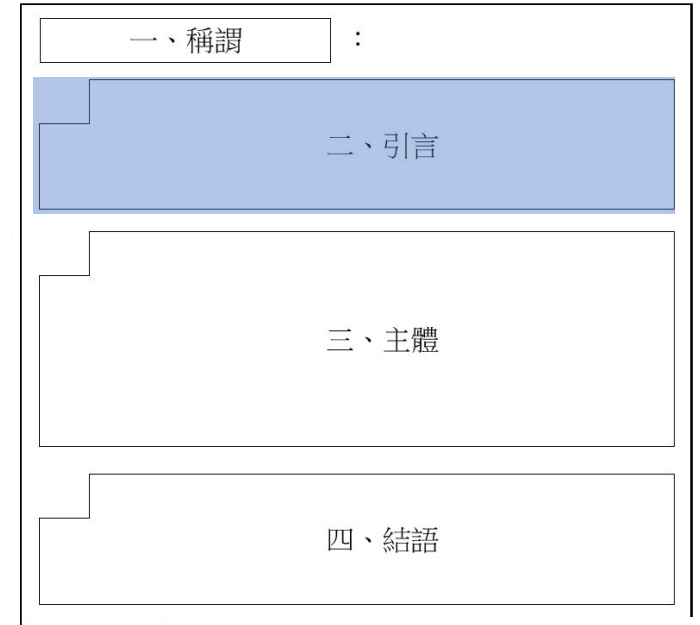 一、稱謂 ：
二、引言
三、主體
四、結語